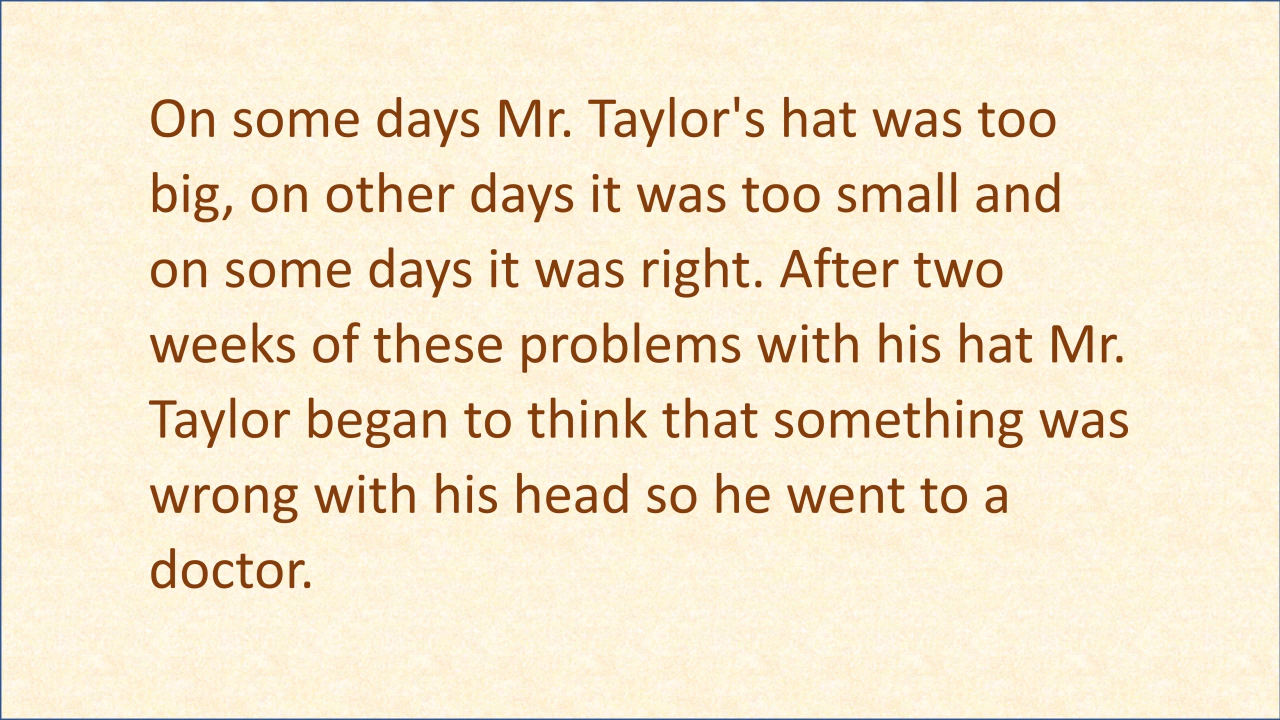 On some days Mr. Taylor's hat was too
big, on other days it was too small and
on some days it was right. After two
weeks of these problems with his hat Mr.
Taylor began to think that something was
wrong with his head so he went to a
doctor.